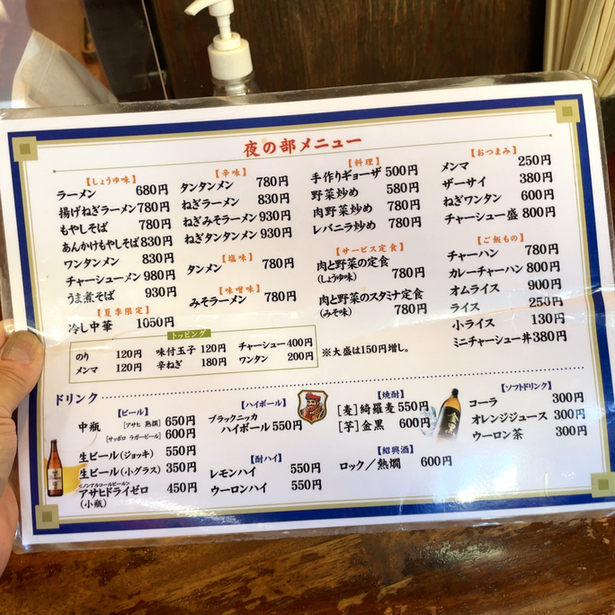 夜の部メニュー
【しょうゆ味】
ラーメン 680円
揚げねぎラーメン 780円
もやしそば 780円
あんかけもやしそば 830円
ワンタンメン 830円
チャーシューメン 980円
うま煮そば 930円
【夏季限定】
冷し中華 1050円
【辛味】
タンタンメン 780円
ねぎラーメン 830円
ねぎみそラーメン 930円
ねぎタンタンメン 930円
【塩味】
タンメン 780円
【味噌味】
みそラーメン 780円
【料理】
手作りギョーザ 500円
野菜炒め 580円
肉野菜炒め 780円
レバニラ炒め 780円
【サービス定食】
肉と野菜の定食
(しょうゆ味) 780円
肉と野菜のスタミナ定食
(みそ味) 780円
【おつまみ】
メンマ 250円
ザーサイ 380円
ねぎワンタン 600円
チャーシュー盛 800円
【ご飯もの】
チャーハン 780円
カレーチャーハン 800円
オムライス 900円
ライス 250円
小ライス 130円
ミニチャーシュー丼 380円
トッピング
のり 120円 味付玉子 120円 チャーシュー 400円
メンマ 120円 辛ねぎ 180円 ワンタン 200円
※大盛は150円増し。
ドリンク
【ビール】
中瓶 [アサヒ 熟撰] 650円
[サッポロ ラガービール] 600円
生ビール(ジョッキ) 550円
生ビール(小グラス) 350円
<ノンアルコールビール>
アサヒドライゼロ 450円
(小瓶)
【ハイボール】
ブラックニッカ
ハイボール 550円
【酎ハイ】
レモンハイ 550円
ウーロンハイ 550円
【焼酎】
[麦]綺羅麦 550円
[芋]金黒 600円
【紹興酒】
ロック/熱燗 600円
【ソフトドリンク】
コーラ 300円
オレンジジュース 300円
ウーロン茶 300円